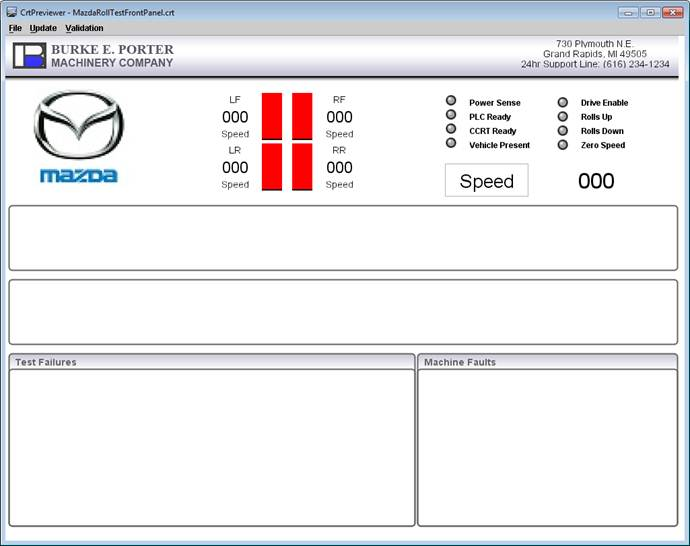 CrtPreviewer - MazdaRollTestFrontPanel.crt
File Update Validation
BURKE E. PORTER
MACHINERY COMPANY
730 Plymouth N.E.
Grand Rapids, MI 49505
24hr Support Line: (616) 234-1234
LF RF
000 000
Speed Speed
LR RR
000 000
Speed Speed
Power Sense Drive Enable
PLC Ready Rolls Up
CCRT Ready Rolls Down
Vehicle Present Zero Speed
Speed 000
mazda
Test Failures
Machine Faults